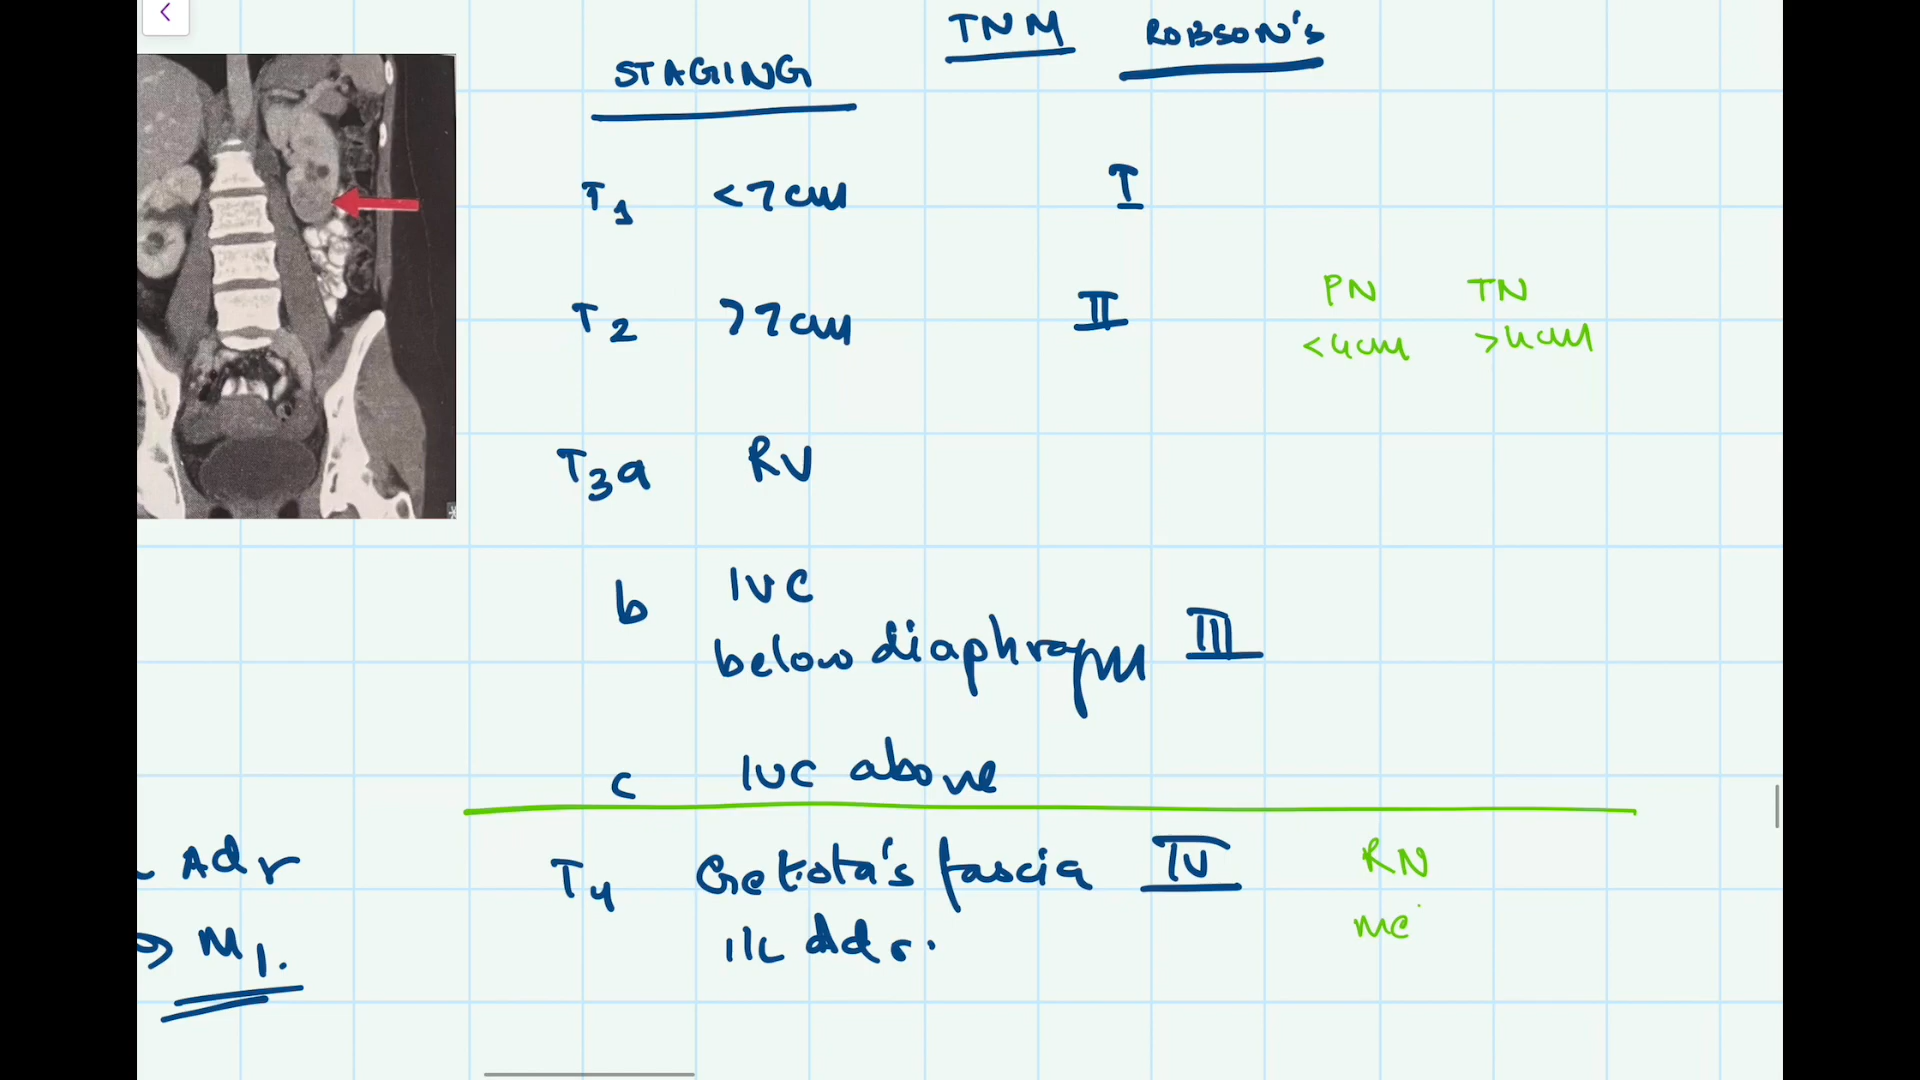 TNM ROBSON'S
STAGING
T1 <7cm I
T2 >7cm II
PN TN
<4cm >4cm
T3a RV
b IVC
below diaphragm III
c IVC above
T4 Gerota's fascia IV RN
I/L Adr.
Adr
M1.